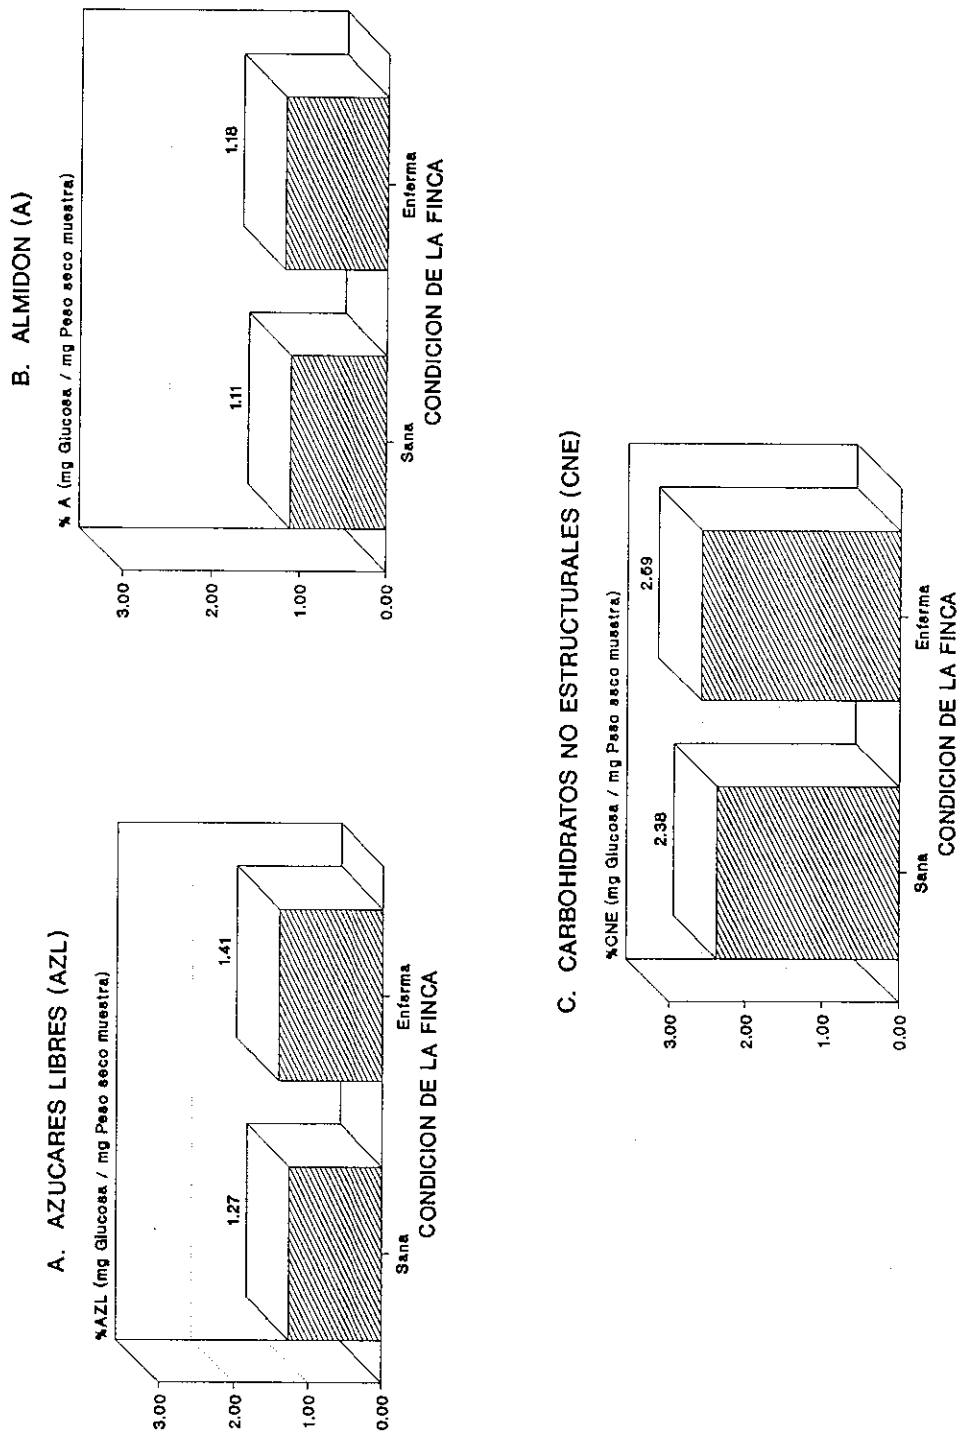 A. AZUCARES LIBRES (AZL)
%AZL (mg Glucosa / mg Peso seco muestra)
3.00
2.00
1.00
0.00
1.27
1.41
Sana
Enferma
CONDICION DE LA FINCA
B. ALMIDON (A)
% A (mg Glucosa / mg Peso seco muestra)
3.00
2.00
1.00
0.00
1.11
1.18
Sana
Enferma
CONDICION DE LA FINCA
C. CARBOHIDRATOS NO ESTRUCTURALES (CNE)
%CNE (mg Glucosa / mg Peso seco muestra)
3.00
2.00
1.00
0.00
2.38
2.59
Sana
Enferma
CONDICION DE LA FINCA